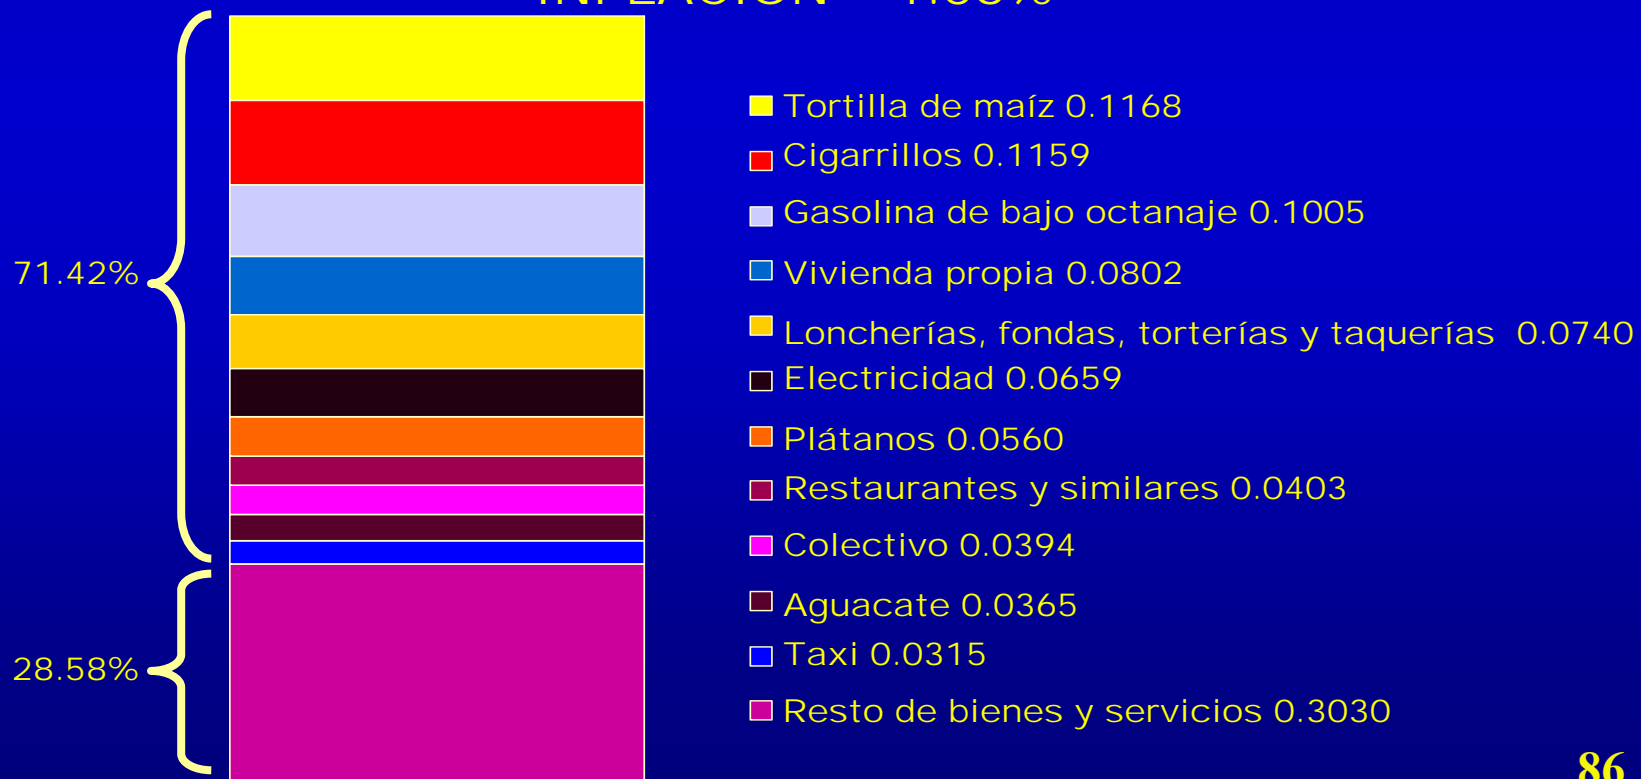 INFLACIÓN
71.42%
28.58%
Tortilla de maíz 0.1168
Cigarrillos 0.1159
Gasolina de bajo octanaje 0.1005
Vivienda propia 0.0802
Loncherías, fondas, torterías y taquerías 0.0740
Electricidad 0.0659
Plátanos 0.0560
Restaurantes y similares 0.0403
Colectivo 0.0394
Aguacate 0.0365
Taxi 0.0315
Resto de bienes y servicios 0.3030
86